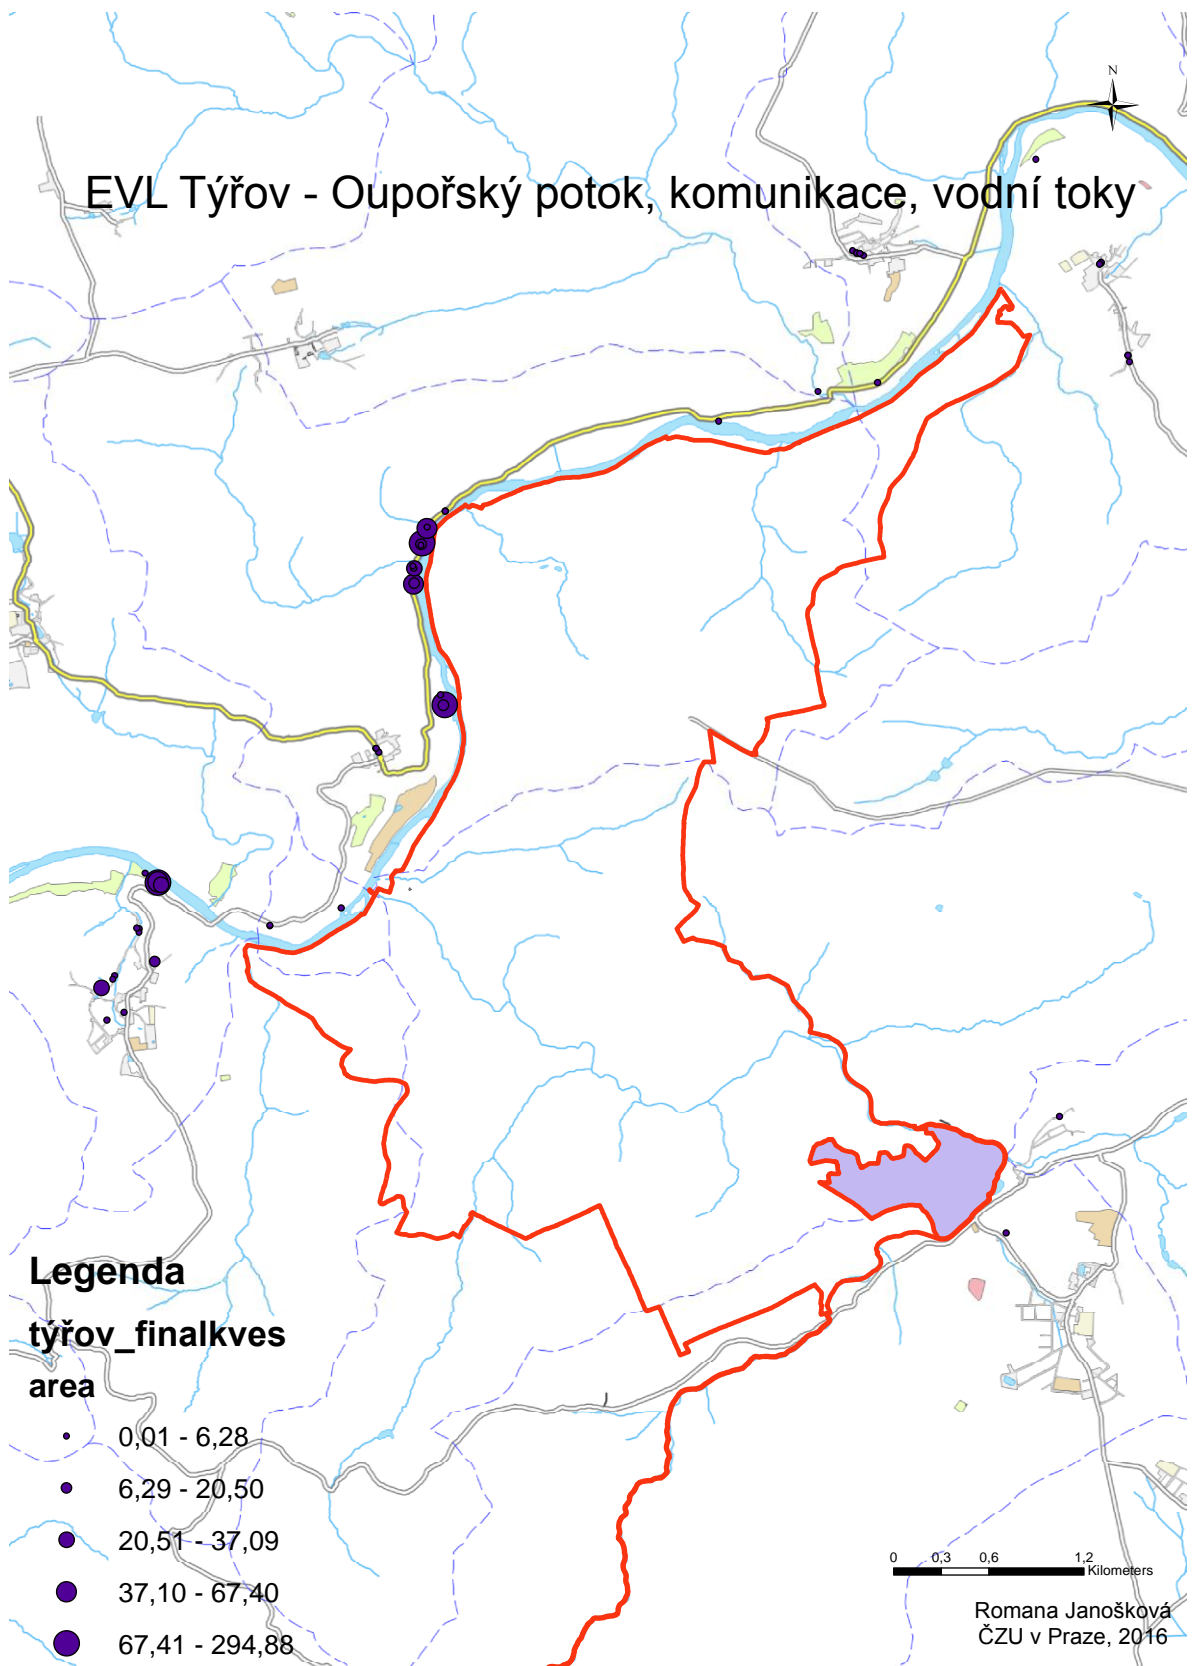 N
EVL Týřov - Oupořský potok, komunikace, vodní toky
Legenda
týřov_finalkves
area
0,01 - 6,28
6,29 - 20,50
20,51 - 37,09
37,10 - 67,40
67,41 - 294,88
0 0,3 0,6 1,2
Kilometers
Romana Janošková
ČZU v Praze, 2016